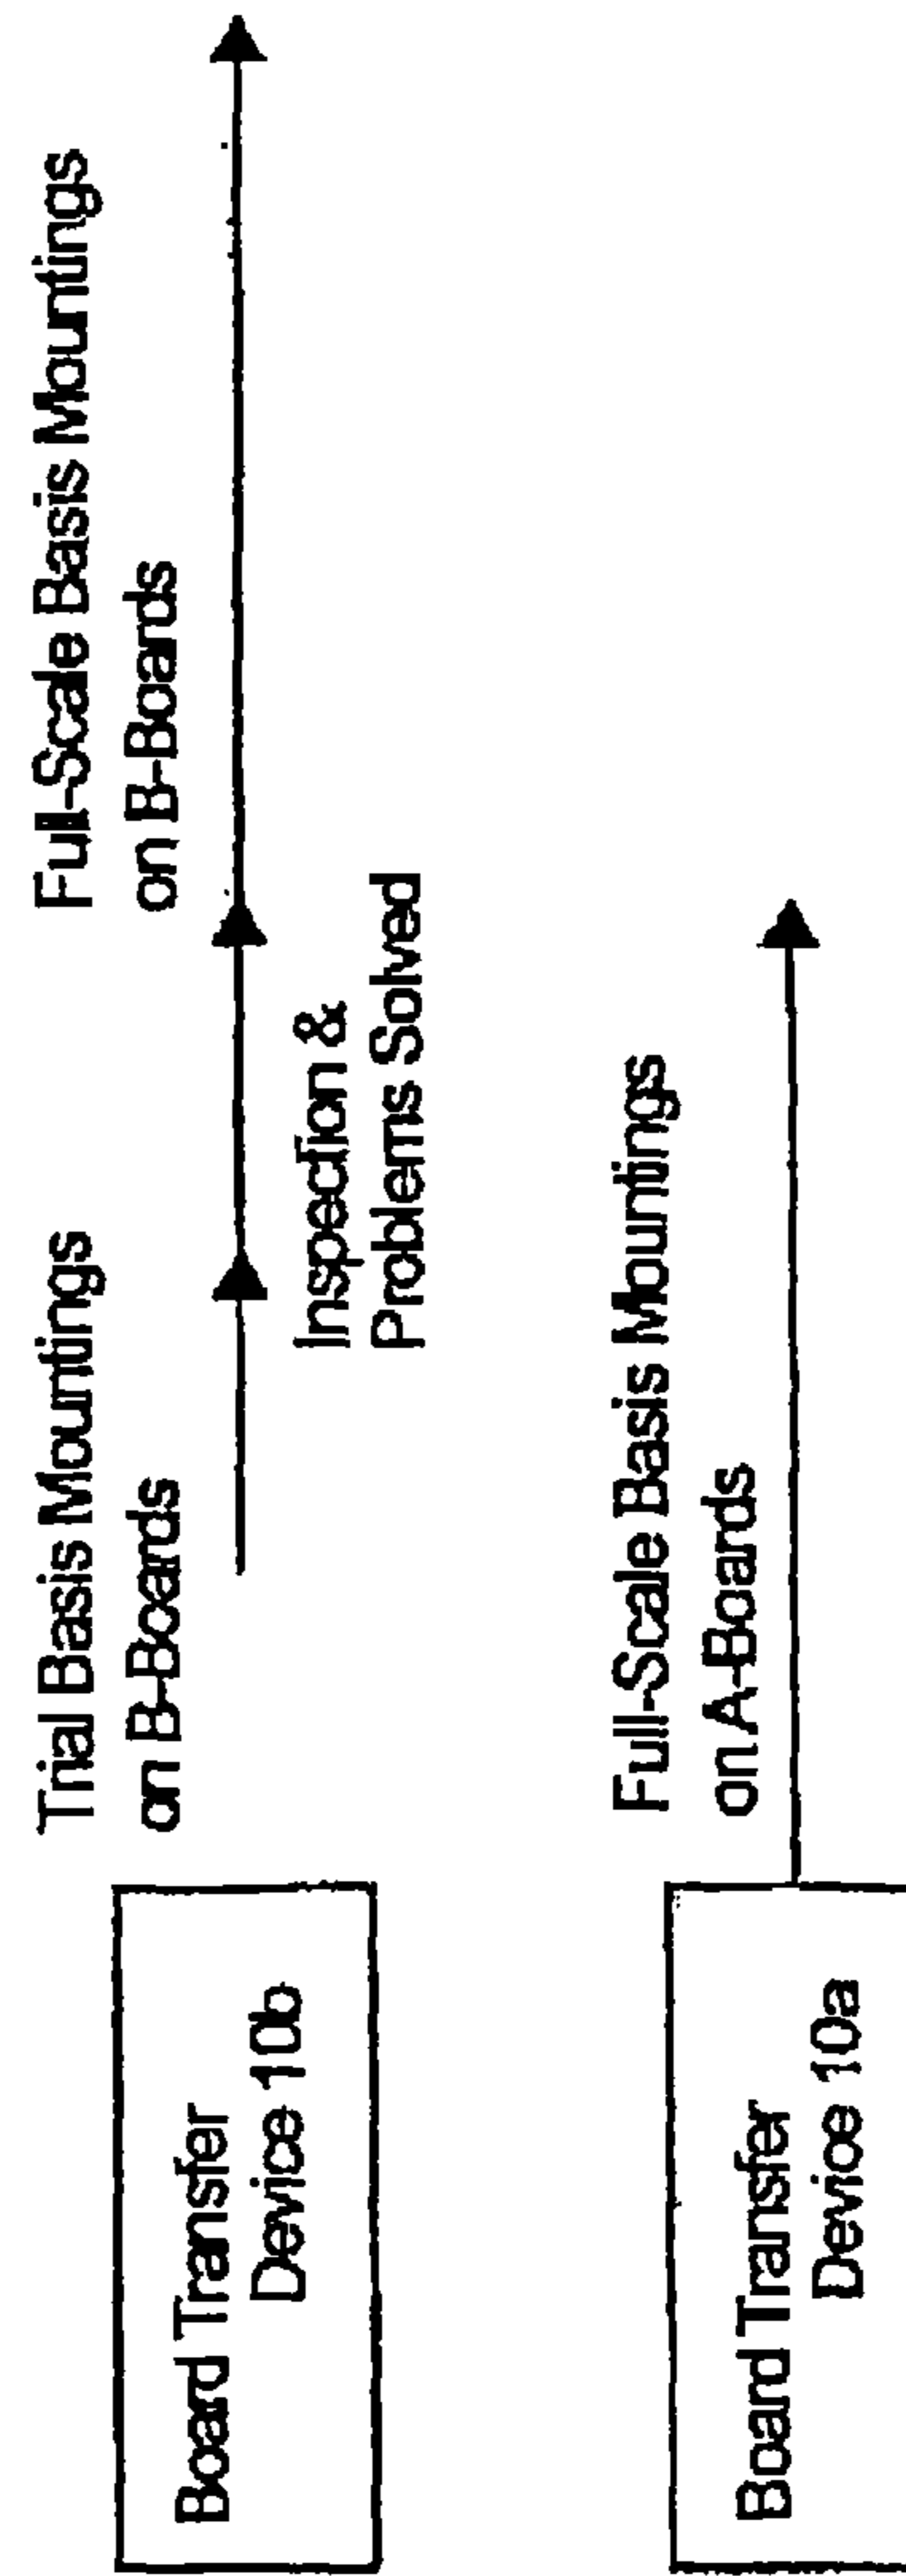 Board Transfer
Device 10b
Trial Basis Mountings
on B-Boards
Inspection &
Problems Solved
Full-Scale Basis Mountings
on B-Boards
Board Transfer
Device 10a
Full-Scale Basis Mountings
on A-Boards